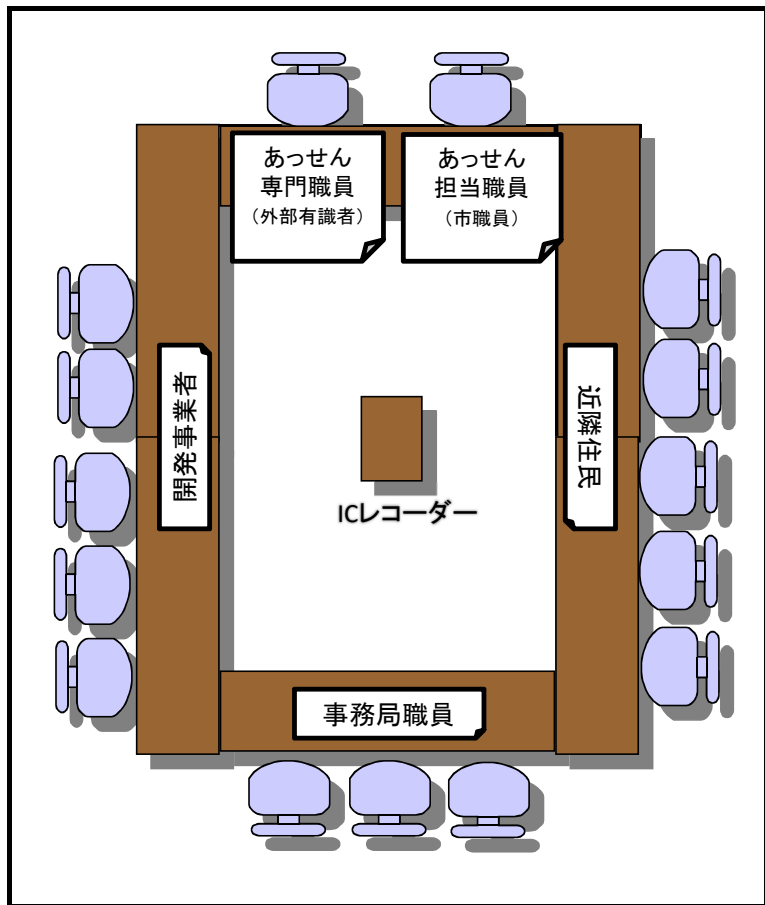 あっせん
専門職員
（外部有識者）
あっせん
担当職員
（市職員）
開発事業者
近隣住民
ICレコーダー
事務局職員